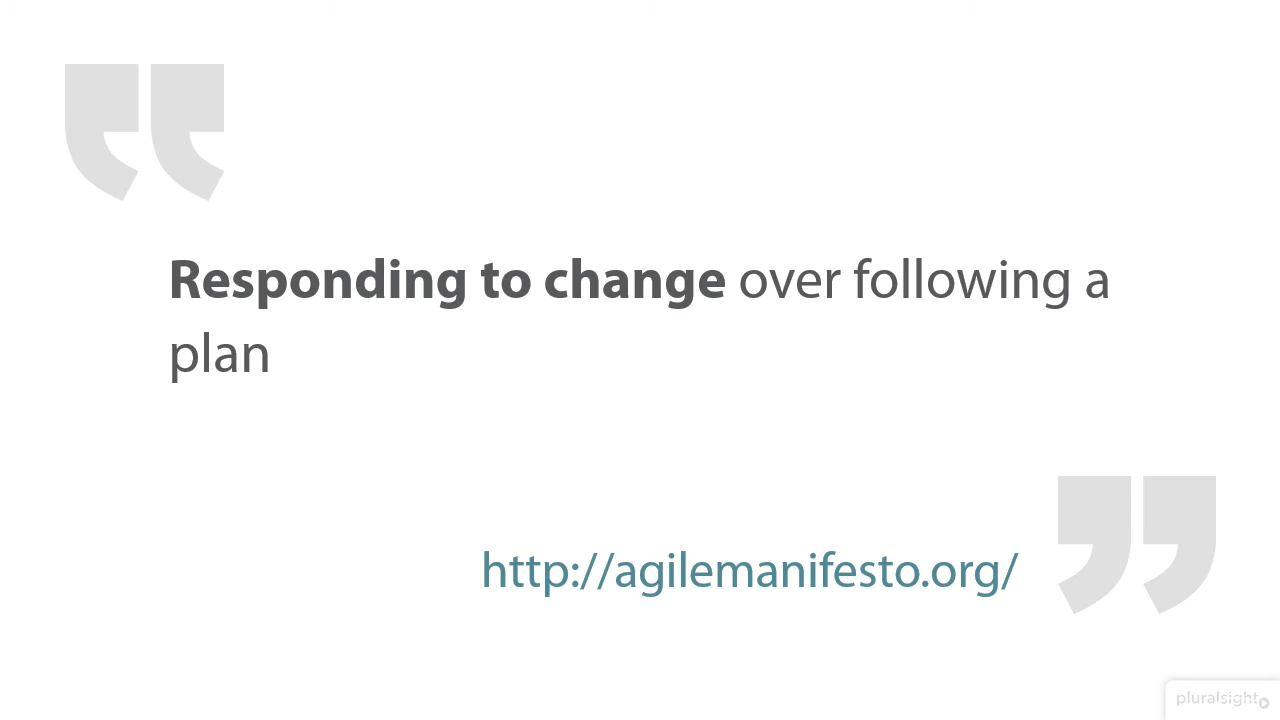 Responding to change over following a
plan
http://agilemanifesto.org/
pluralsight